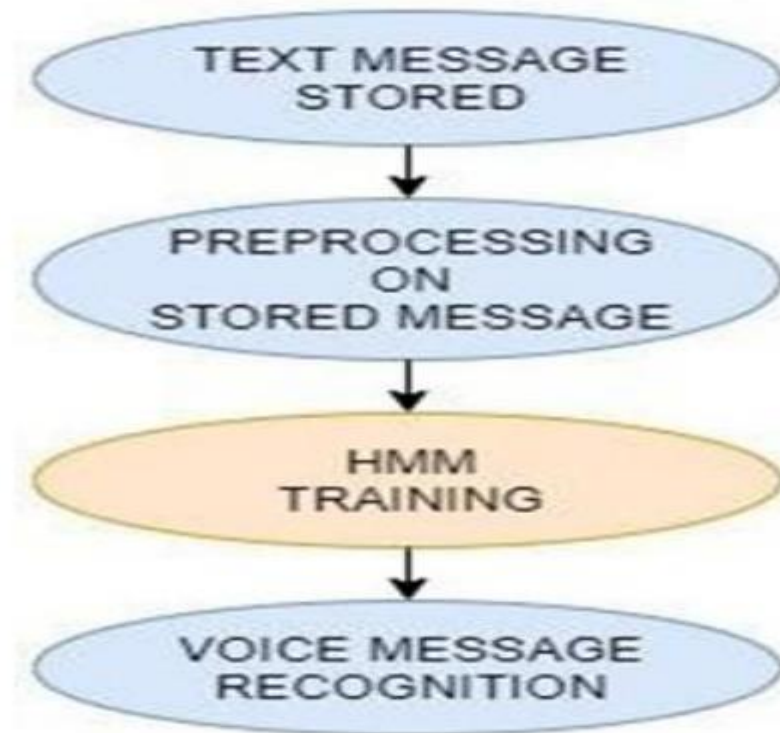 TEXT MESSAGE
STORED
PREPROCESSING
ON
STORED MESSAGE
HMM
TRAINING
VOICE MESSAGE
RECOGNITION